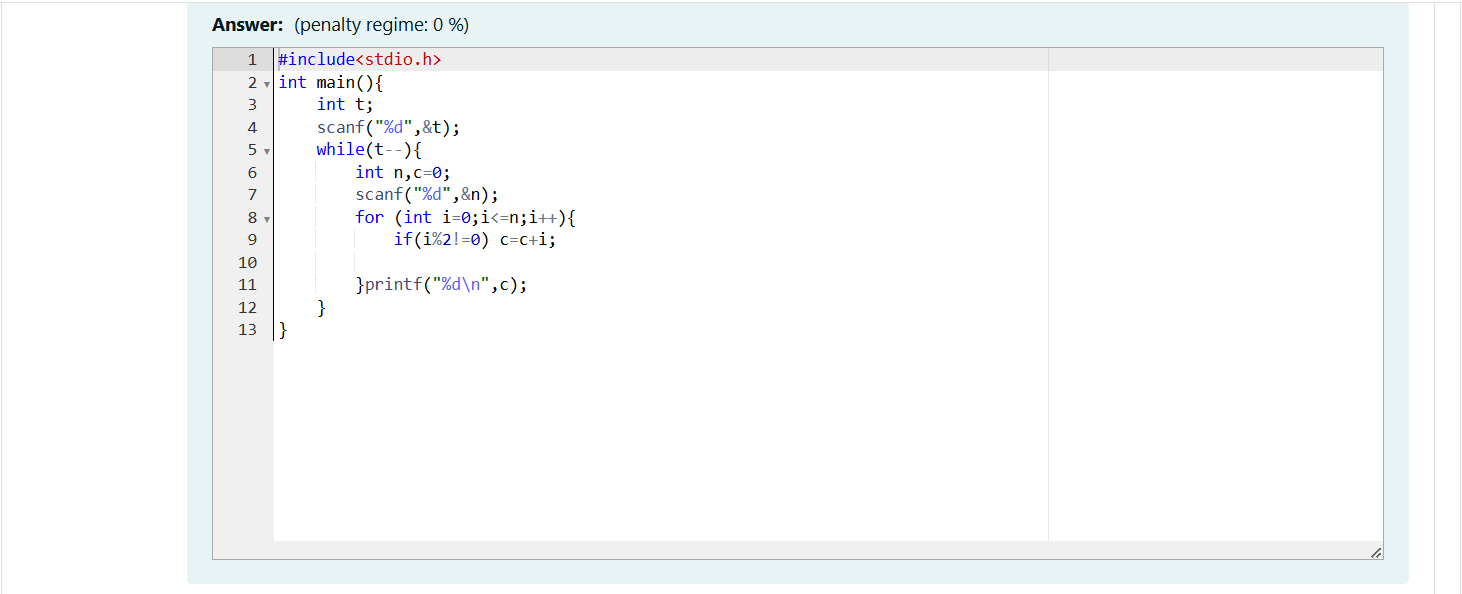 Answer: (penalty regime: 0 %)
1 #include<stdio.h>
2 int main(){
3     int t;
4     scanf("%d",&t);
5     while(t--){
6         int n,c=0;
7         scanf("%d",&n);
8         for (int i=0;i<=n;i++){
9             if(i%2!=0) c=c+i;
10
11         }printf("%d\n",c);
12     }
13 }